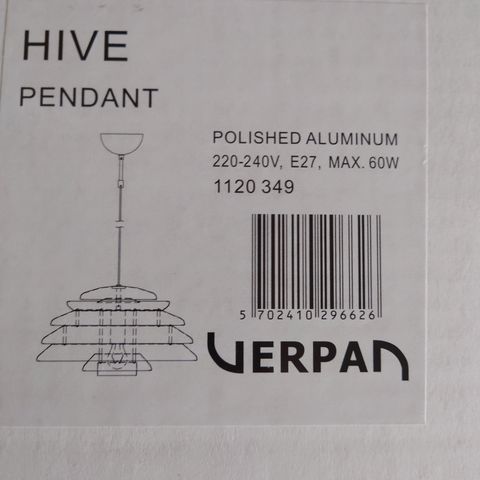 HIVE
PENDANT
POLISHED ALUMINUM
220-240V, E27, MAX. 60W
1120 349
5 702410 296626
VERPAN